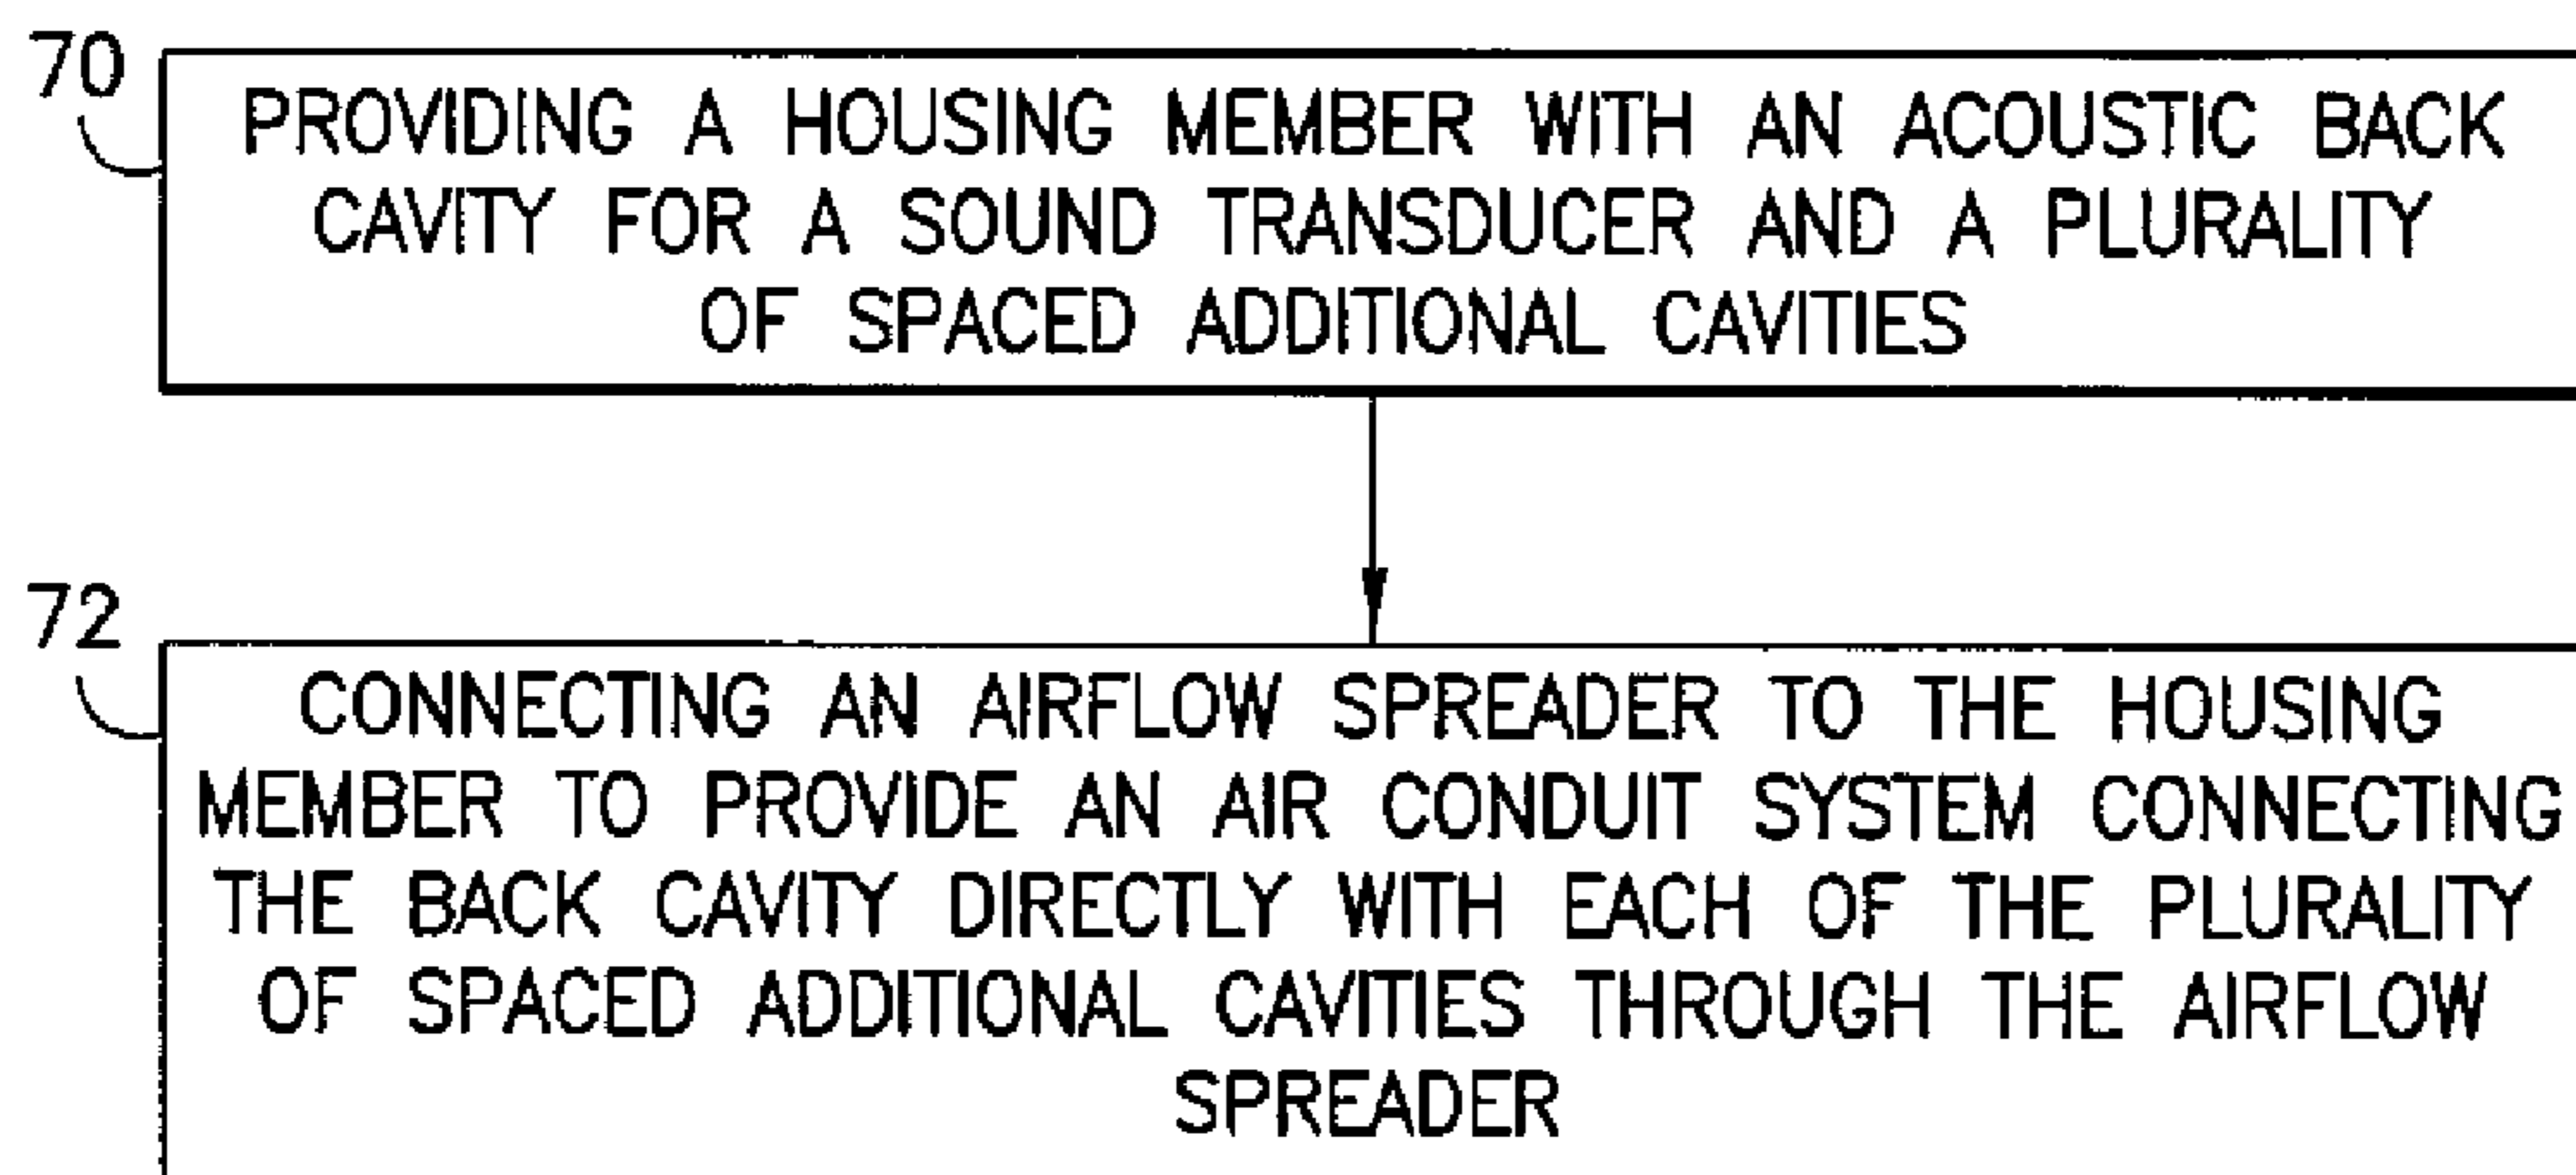 70
PROVIDING A HOUSING MEMBER WITH AN ACOUSTIC BACK
CAVITY FOR A SOUND TRANSDUCER AND A PLURALITY
OF SPACED ADDITIONAL CAVITIES
72
CONNECTING AN AIRFLOW SPREADER TO THE HOUSING
MEMBER TO PROVIDE AN AIR CONDUIT SYSTEM CONNECTING
THE BACK CAVITY DIRECTLY WITH EACH OF THE PLURALITY
OF SPACED ADDITIONAL CAVITIES THROUGH THE AIRFLOW
SPREADER